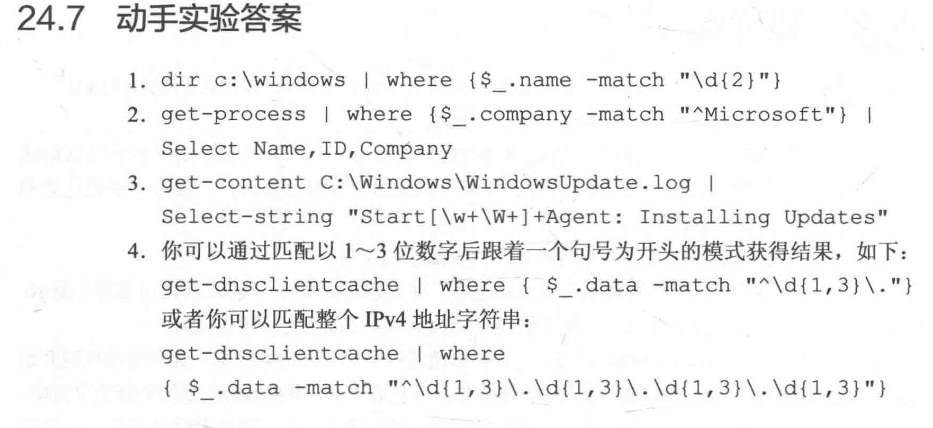 24.7 动手实验答案
1. dir c:\windows | where {$_.name -match "\d{2}"}
2. get-process | where {$_.company -match "^Microsoft"} |
Select Name,ID,Company
3. get-content C:\Windows\WindowsUpdate.log |
Select-string "Start[\w+\W+]+Agent: Installing Updates"
4. 你可以通过匹配以 1～3 位数字后跟着一个句号为开头的模式获得结果，如下：
get-dnsclientcache | where { $_.data -match "^\d{1,3}\."}
或者你可以匹配整个 IPv4 地址字符串：
get-dnsclientcache | where
{ $_.data -match "^\d{1,3}\.\d{1,3}\.\d{1,3}\.\d{1,3}"}